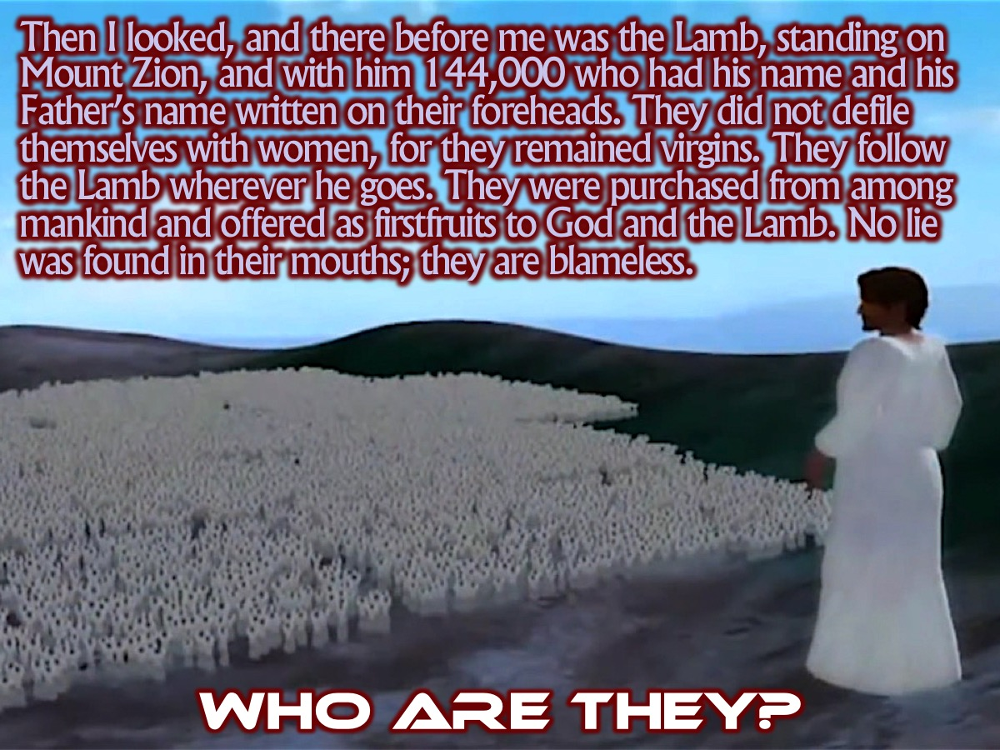 Then I looked, and there before me was the Lamb, standing on
Mount Zion, and with him 144,000 who had his name and his
Father's name written on their foreheads. They did not defile
themselves with women, for they remained virgins. They follow
the Lamb wherever he goes. They were purchased from among
mankind and offered as firstfruits to God and the Lamb. No lie
was found in their mouths; they are blameless.
WHO ARE THEY?